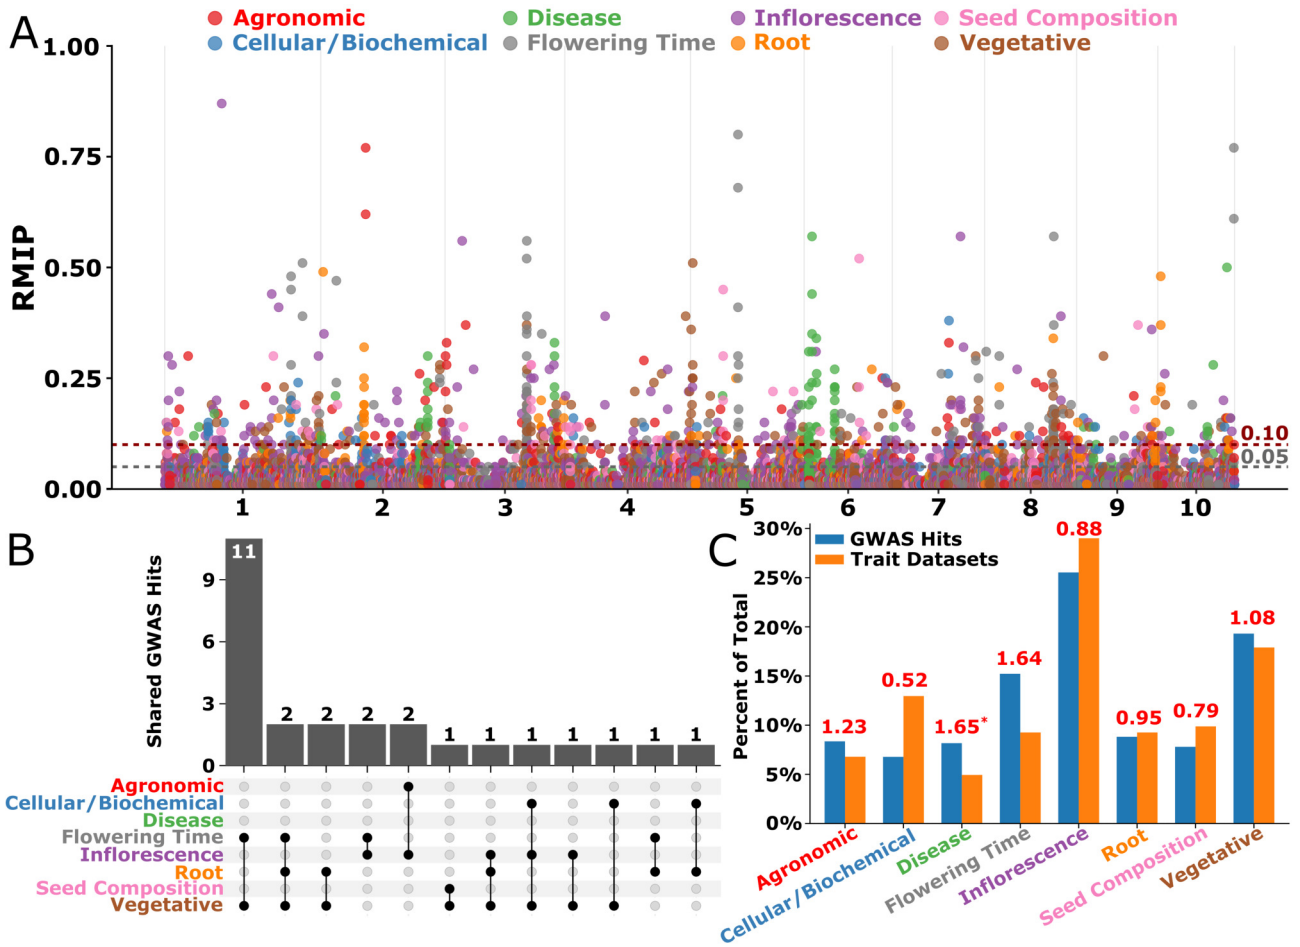 A
Agronomic Disease Inflorescence Seed Composition
Cellular/Biochemical Flowering Time Root Vegetative
1.00
0.75
0.50
0.25
0.00
RMIP
0.10
0.05
1 2 3 4 5 6 7 8 9 10
B
Shared GWAS Hits
9
6
3
0
11 2 2 2 2 1 1 1 1 1 1 1
Agronomic
Cellular/Biochemical
Disease
Flowering Time
Inflorescence
Root
Seed Composition
Vegetative
C
GWAS Hits
Trait Datasets
Percent of Total
30%
25%
20%
15%
10%
5%
0%
1.23 0.52 1.65* 1.64 0.88 0.95 0.79 1.08
Agronomic
Cellular/Biochemical
Disease
Flowering Time
Inflorescence
Root
Seed Composition
Vegetative